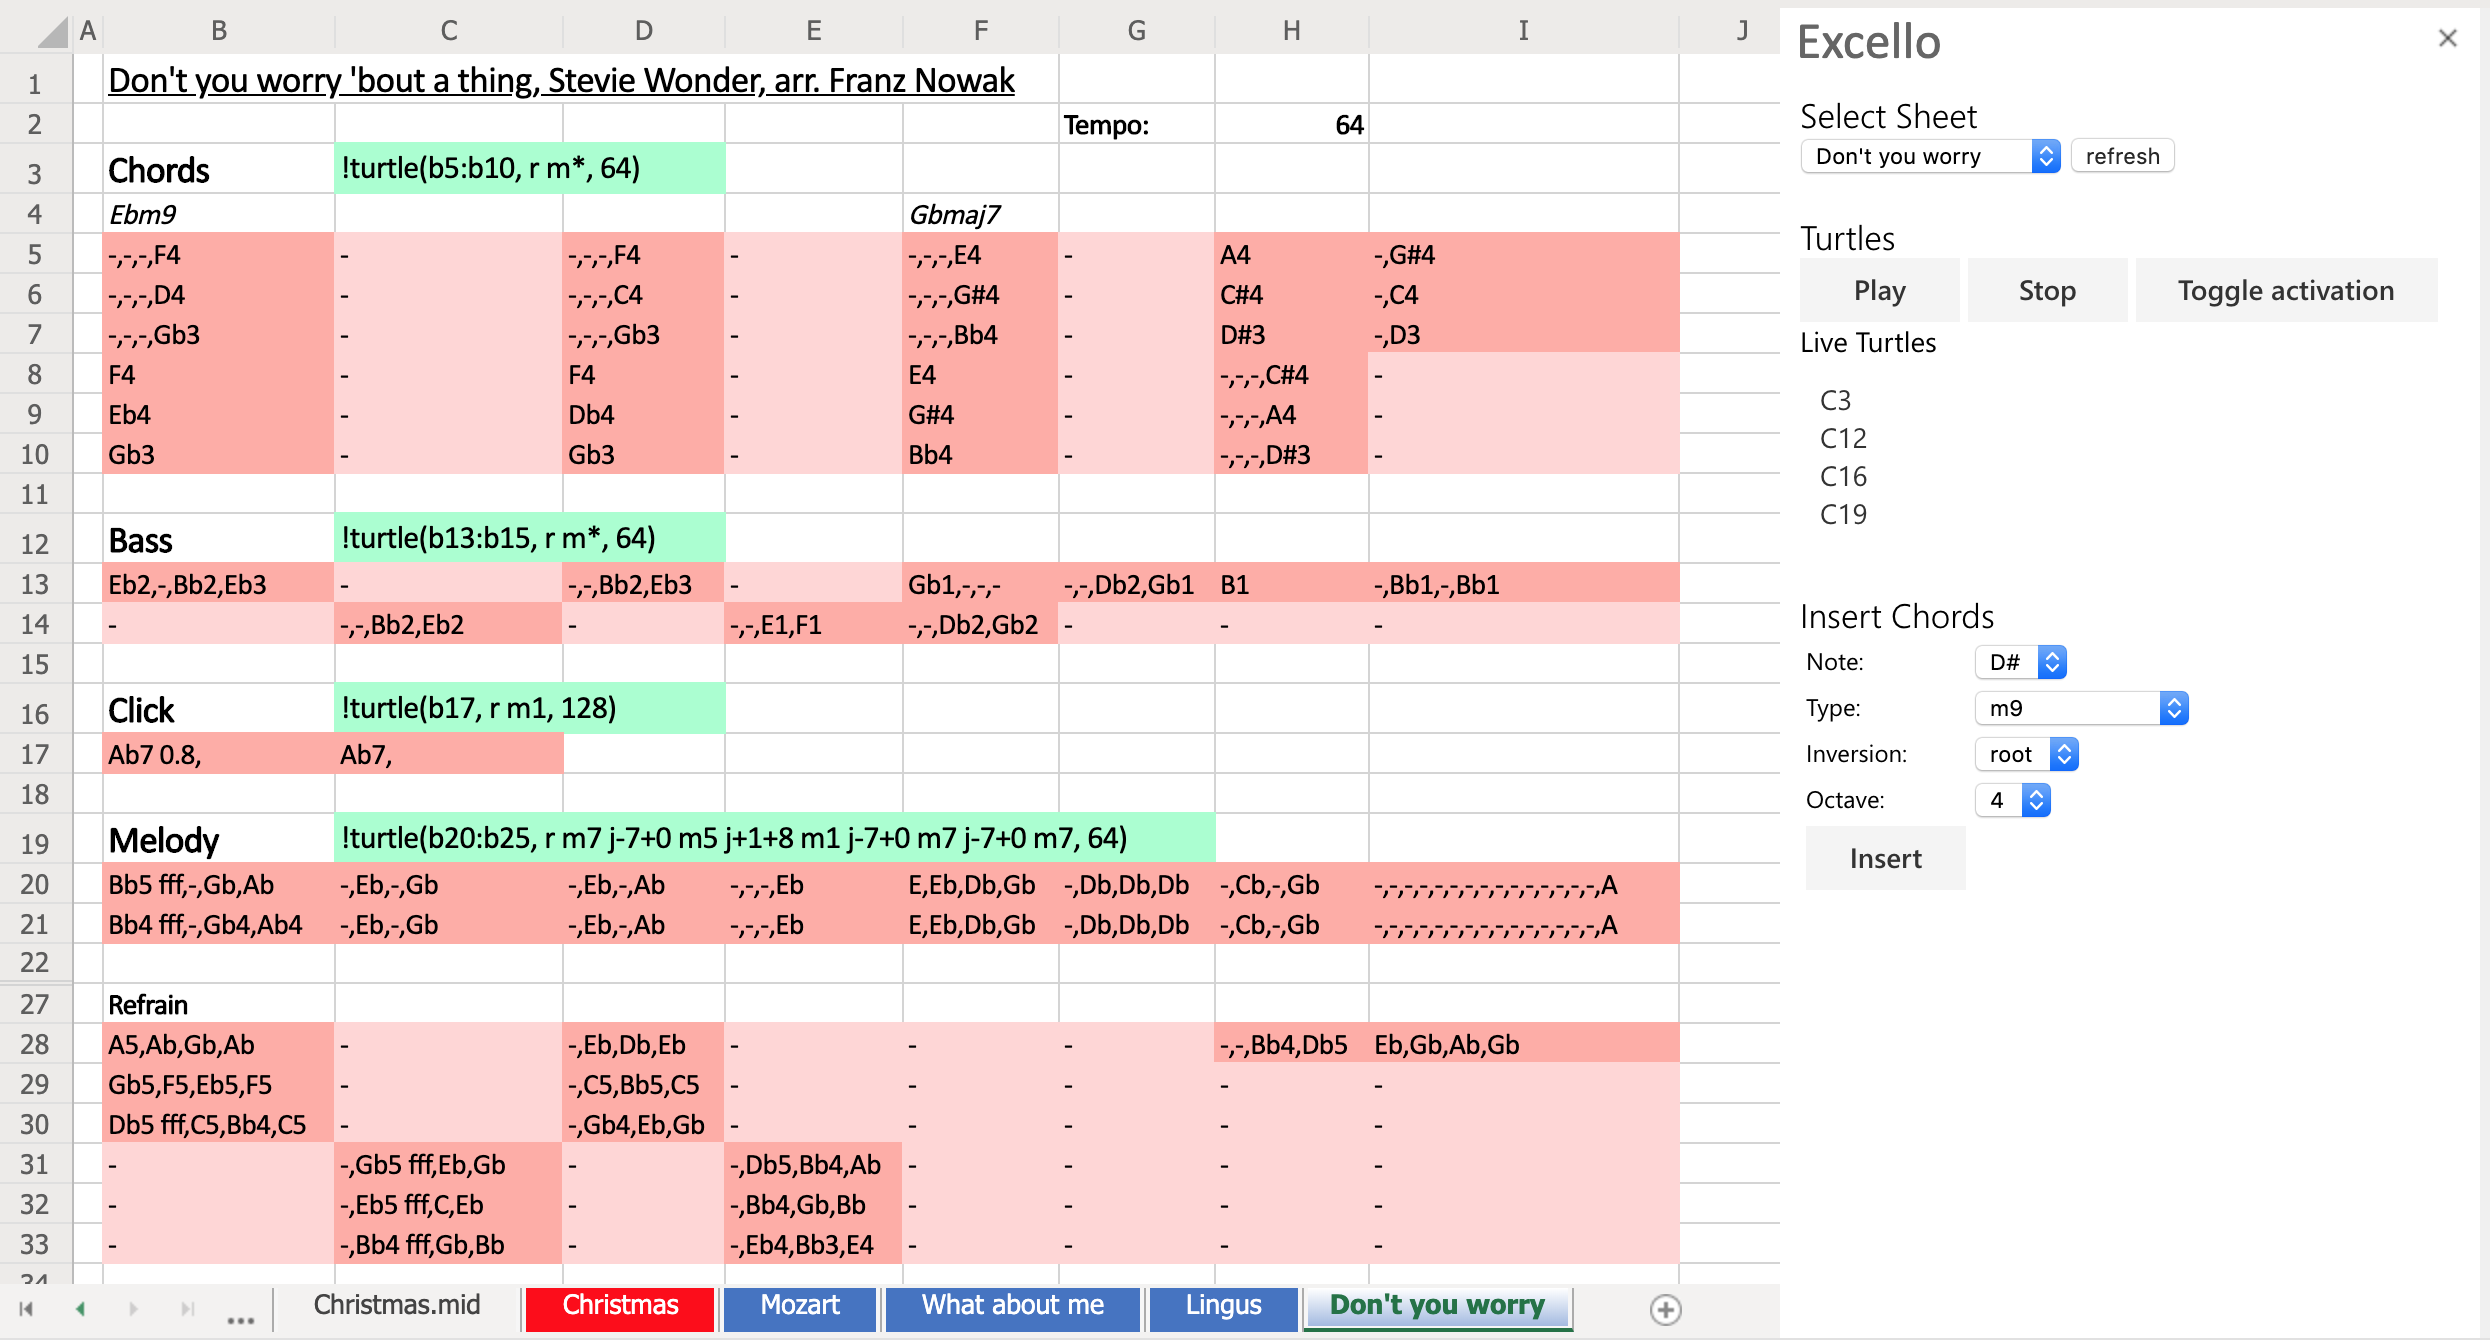 A B C D E F G H I J
1 Don't you worry 'bout a thing, Stevie Wonder, arr. Franz Nowak
2 Tempo: 64
3 Chords !turtle(b5:b10, r m*, 64)
4 Ebm9 Gbmaj7
5 -,-,-,F4 - -,-,-,F4 - -,-,-,E4 - A4 -,G#4
6 -,-,-,D4 - -,-,-,C4 - -,-,-,G#4 - C#4 -,C4
7 -,-,-,Gb3 - -,-,-,Gb3 - -,-,-,Bb4 - D#3 -,D3
8 F4 - F4 - E4 - -,-,-,C#4 -
9 Eb4 - Db4 - G#4 - -,-,-,A4 -
10 Gb3 - Gb3 - Bb4 - -,-,-,D#3 -
11
12 Bass !turtle(b13:b15, r m*, 64)
13 Eb2,-,Bb2,Eb3 - -,-,Bb2,Eb3 - Gb1,-,-,- -,-,Db2,Gb1 B1 -,Bb1,-,Bb1
14 - -,-,Bb2,Eb2 - -,-,E1,F1 -,-,Db2,Gb2 - - -
15
16 Click !turtle(b17, r m1, 128)
17 Ab7 0.8, Ab7,
18
19 Melody !turtle(b20:b25, r m7 j-7+0 m5 j+1+8 m1 j-7+0 m7 j-7+0 m7, 64)
20 Bb5 fff,-,Gb,Ab -,Eb,-,Gb -,Eb,-,Ab -,-,-,Eb E,Eb,Db,Gb -,Db,Db,Db -,Cb,-,Gb -,-,-,-,-,-,-,-,-,-,-,-,-,-,-,A
21 Bb4 fff,-,Gb4,Ab4 -,Eb,-,Gb -,Eb,-,Ab -,-,-,Eb E,Eb,Db,Gb -,Db,Db,Db -,Cb,-,Gb -,-,-,-,-,-,-,-,-,-,-,-,-,-,-,A
22
27 Refrain
28 A5,Ab,Gb,Ab - -,Eb,Db,Eb - - - -,-,Bb4,Db5 Eb,Gb,Ab,Gb
29 Gb5,F5,Eb5,F5 - -,C5,Bb5,C5 - - - - -
30 Db5 fff,C5,Bb4,C5 - -,Gb4,Eb,Gb - - - - -
31 - -,Gb5 fff,Eb,Gb - -,Db5,Bb4,Ab - - - -
32 - -,Eb5 fff,C,Eb - -,Bb4,Gb,Bb - - - -
33 - -,Bb4 fff,Gb,Bb - -,Eb4,Bb3,E4 - - - -
34
... Christmas.mid Christmas Mozart What about me Lingus Don't you worry
Excello
Select Sheet
Don't you worry refresh
Turtles
Play Stop Toggle activation
Live Turtles
C3
C12
C16
C19
Insert Chords
Note: D#
Type: m9
Inversion: root
Octave: 4
Insert